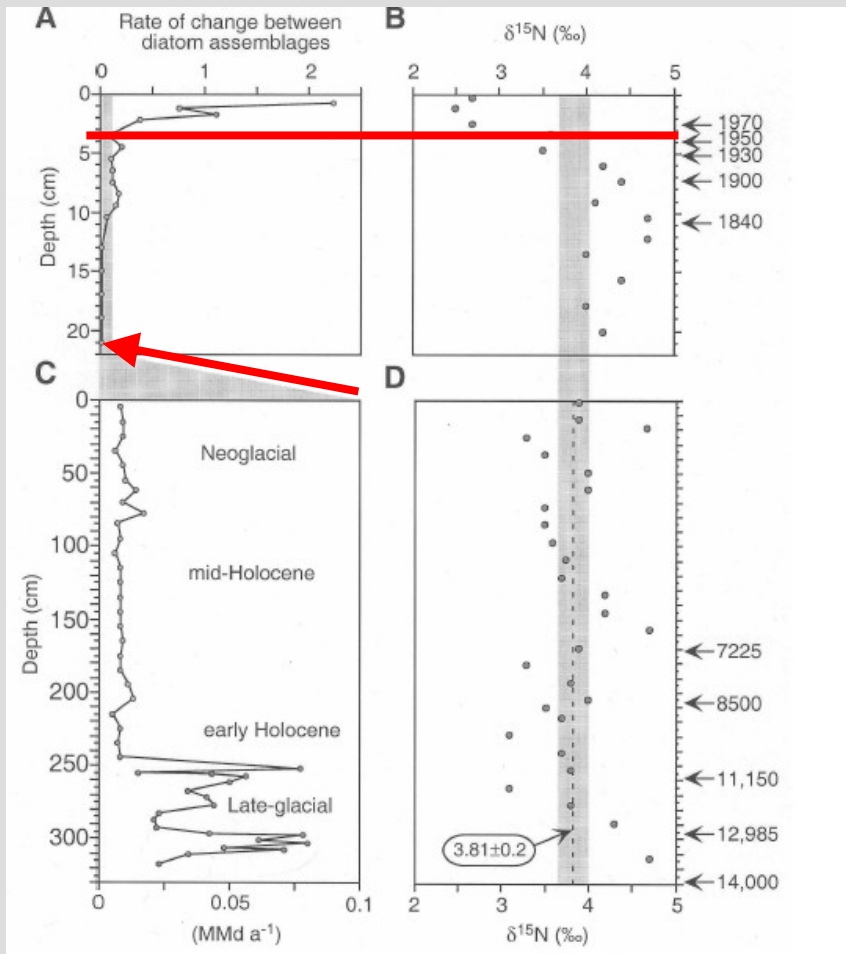 A
Rate of change between
diatom assemblages
B
δ¹⁵N (‰)
0 1 2
2 3 4 5
0
5
10
15
20
Depth (cm)
1970
1950
1930
1900
1840
C
D
0
50
100
150
200
250
300
Depth (cm)
Neoglacial
mid-Holocene
early Holocene
Late-glacial
7225
8500
11,150
12,985
14,000
3.81±0.2
0 0.05 0.1
(MMd a⁻¹)
2 3 4 5
δ¹⁵N (‰)